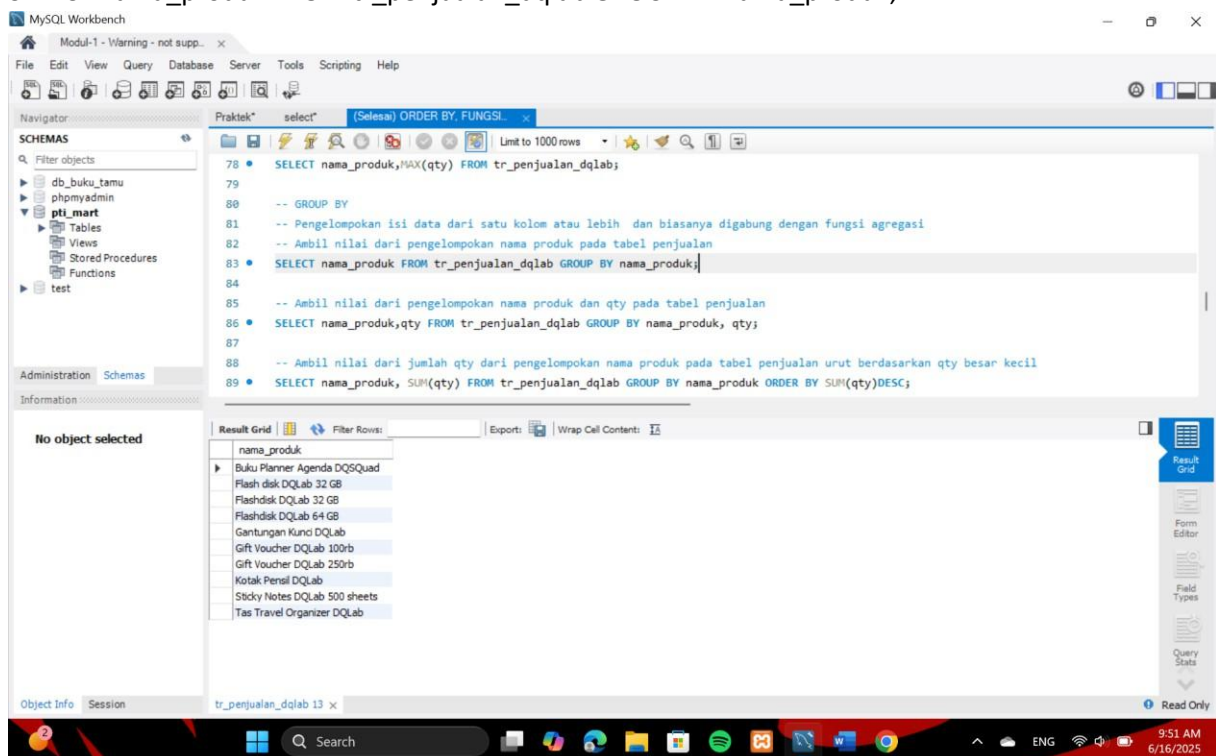 MySQL Workbench
Modul-1 - Warning - not supp..
File Edit View Query Database Server Tools Scripting Help
Navigator
Praktek* select* (Selesai) ORDER BY, FUNGSI..
SCHEMAS
Limit to 1000 rows
Filter objects
db_buku_tamu
phpmyadmin
pti_mart
Tables
Views
Stored Procedures
Functions
test
78 SELECT nama_produk,MAX(qty) FROM tr_penjualan_dqlab;
79
80 -- GROUP BY
81 -- Pengelompokan isi data dari satu kolom atau lebih dan biasanya digabung dengan fungsi agregasi
82 -- Ambil nilai dari pengelompokan nama produk pada tabel penjualan
83 SELECT nama_produk FROM tr_penjualan_dqlab GROUP BY nama_produk;
84
85 -- Ambil nilai dari pengelompokan nama produk dan qty pada tabel penjualan
86 SELECT nama_produk,qty FROM tr_penjualan_dqlab GROUP BY nama_produk, qty;
87
88 -- Ambil nilai dari jumlah qty dari pengelompokan nama produk pada tabel penjualan urut berdasarkan qty besar kecil
89 SELECT nama_produk, SUM(qty) FROM tr_penjualan_dqlab GROUP BY nama_produk ORDER BY SUM(qty)DESC;
Administration Schemas
Information
No object selected
Result Grid Filter Rows: Export: Wrap Cell Content:
nama_produk
Buku Planner Agenda DQSQuad
Flash disk DQLab 32 GB
Flashdisk DQLab 32 GB
Flashdisk DQLab 64 GB
Gantungan Kunci DQLab
Gift Voucher DQLab 100rb
Gift Voucher DQLab 250rb
Kotak Pensil DQLab
Sticky Notes DQLab 500 sheets
Tas Travel Organizer DQLab
Result
Grid
Form
Editor
Field
Types
Query
Stats
Object Info Session
tr_penjualan_dqlab 13
Read Only
2
Search
ENG
9:51 AM
6/16/2025